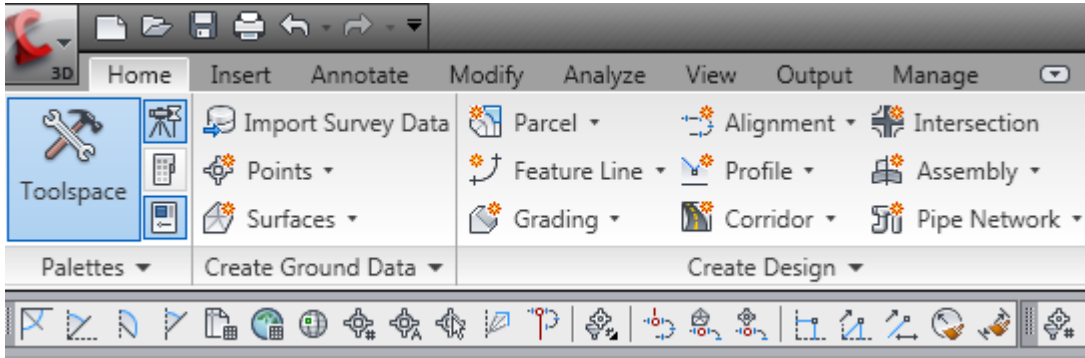 3D Home Insert Annotate Modify Analyze View Output Manage
Import Survey Data Parcel Alignment Intersection
Points Feature Line Profile Assembly
Toolspace
Surfaces Grading Corridor Pipe Network
Palettes Create Ground Data Create Design